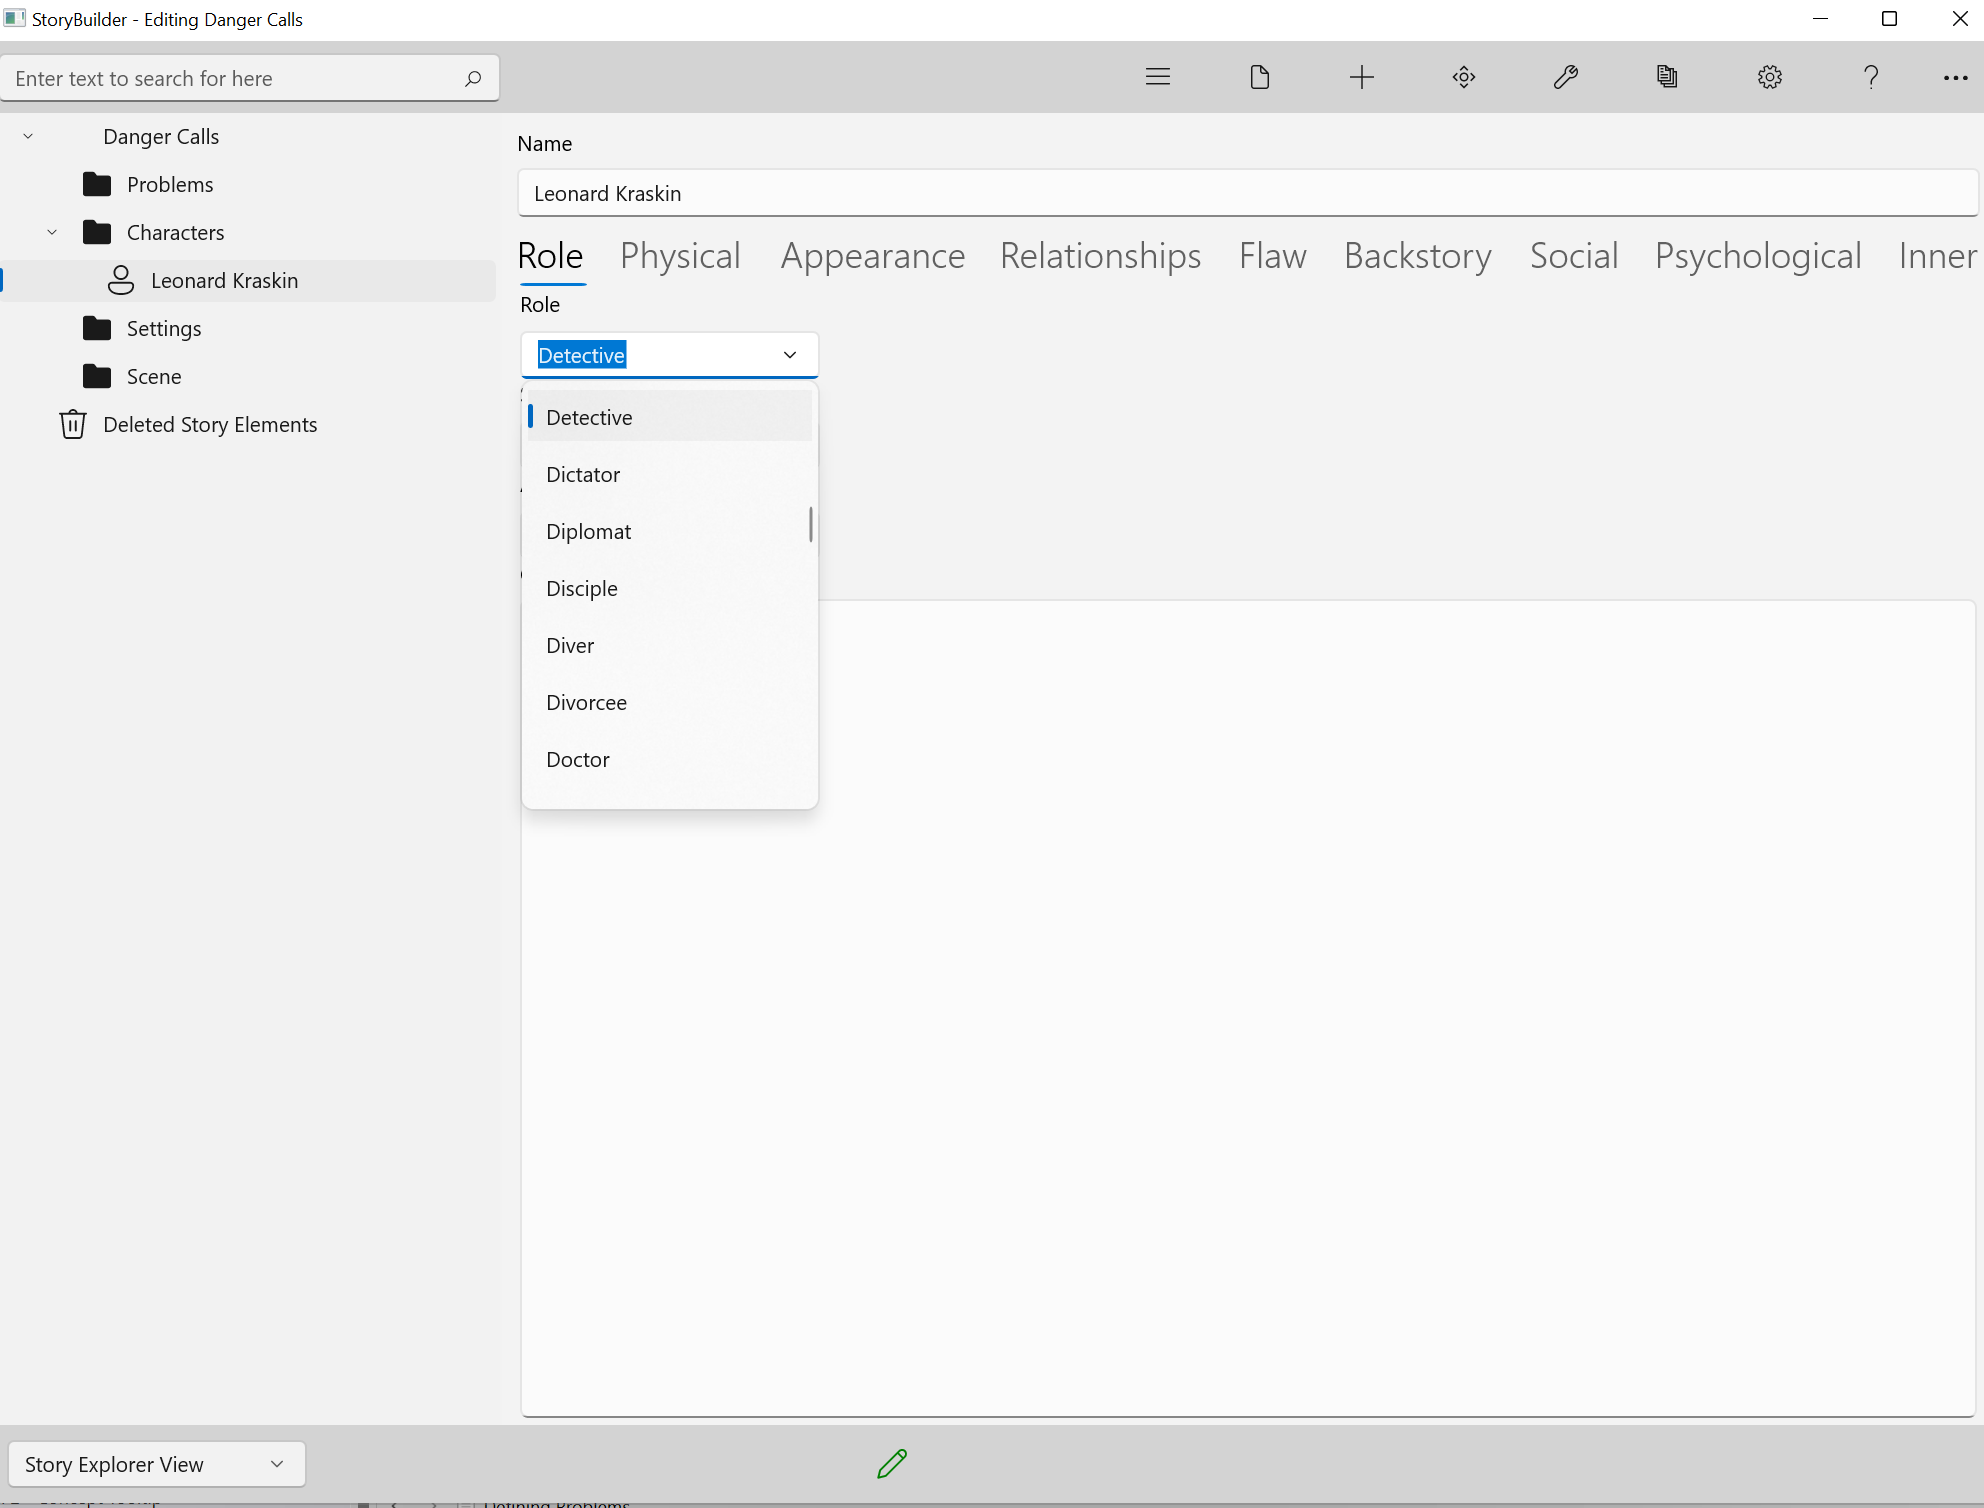 StoryBuilder - Editing Danger Calls
Enter text to search for here
Danger Calls
Problems
Characters
Leonard Kraskin
Settings
Scene
Deleted Story Elements
Name
Leonard Kraskin
Role Physical Appearance Relationships Flaw Backstory Social Psychological Inner
Role
Detective
Detective
Dictator
Diplomat
Disciple
Diver
Divorcee
Doctor
Story Explorer View
Defining Problems